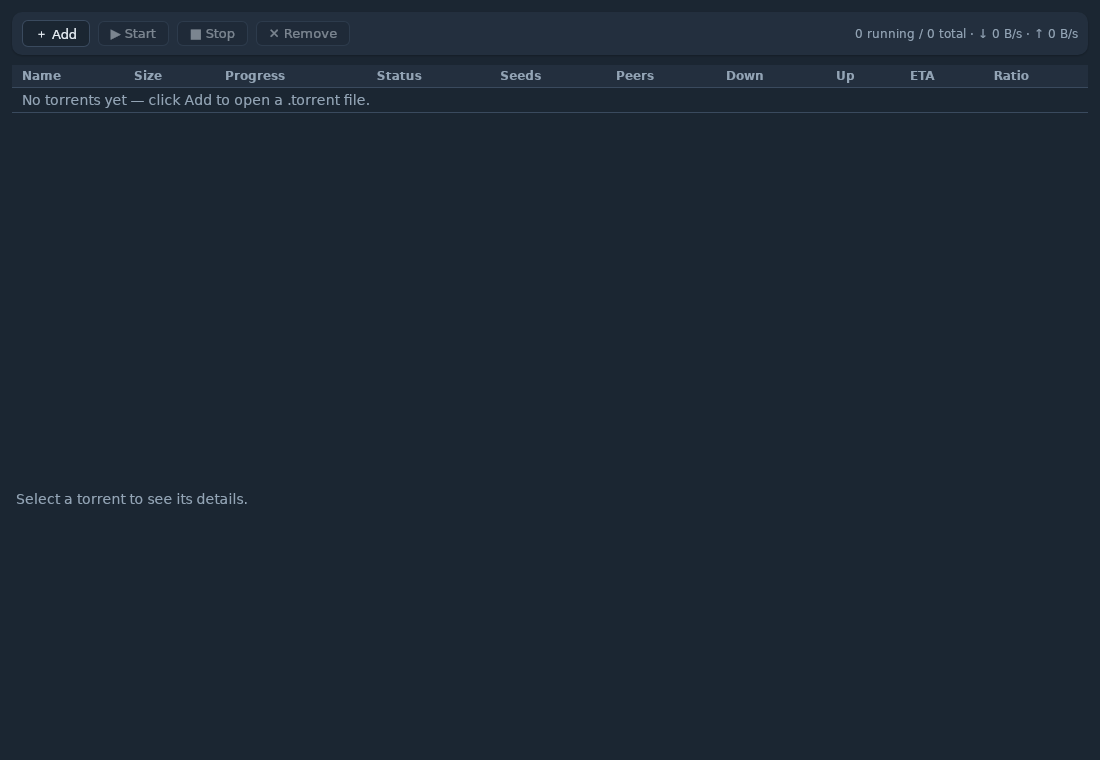 + Add ▶ Start ■ Stop ✕ Remove 0 running / 0 total · ↓ 0 B/s · ↑ 0 B/s
Name Size Progress Status Seeds Peers Down Up ETA Ratio
No torrents yet — click Add to open a .torrent file.
Select a torrent to see its details.